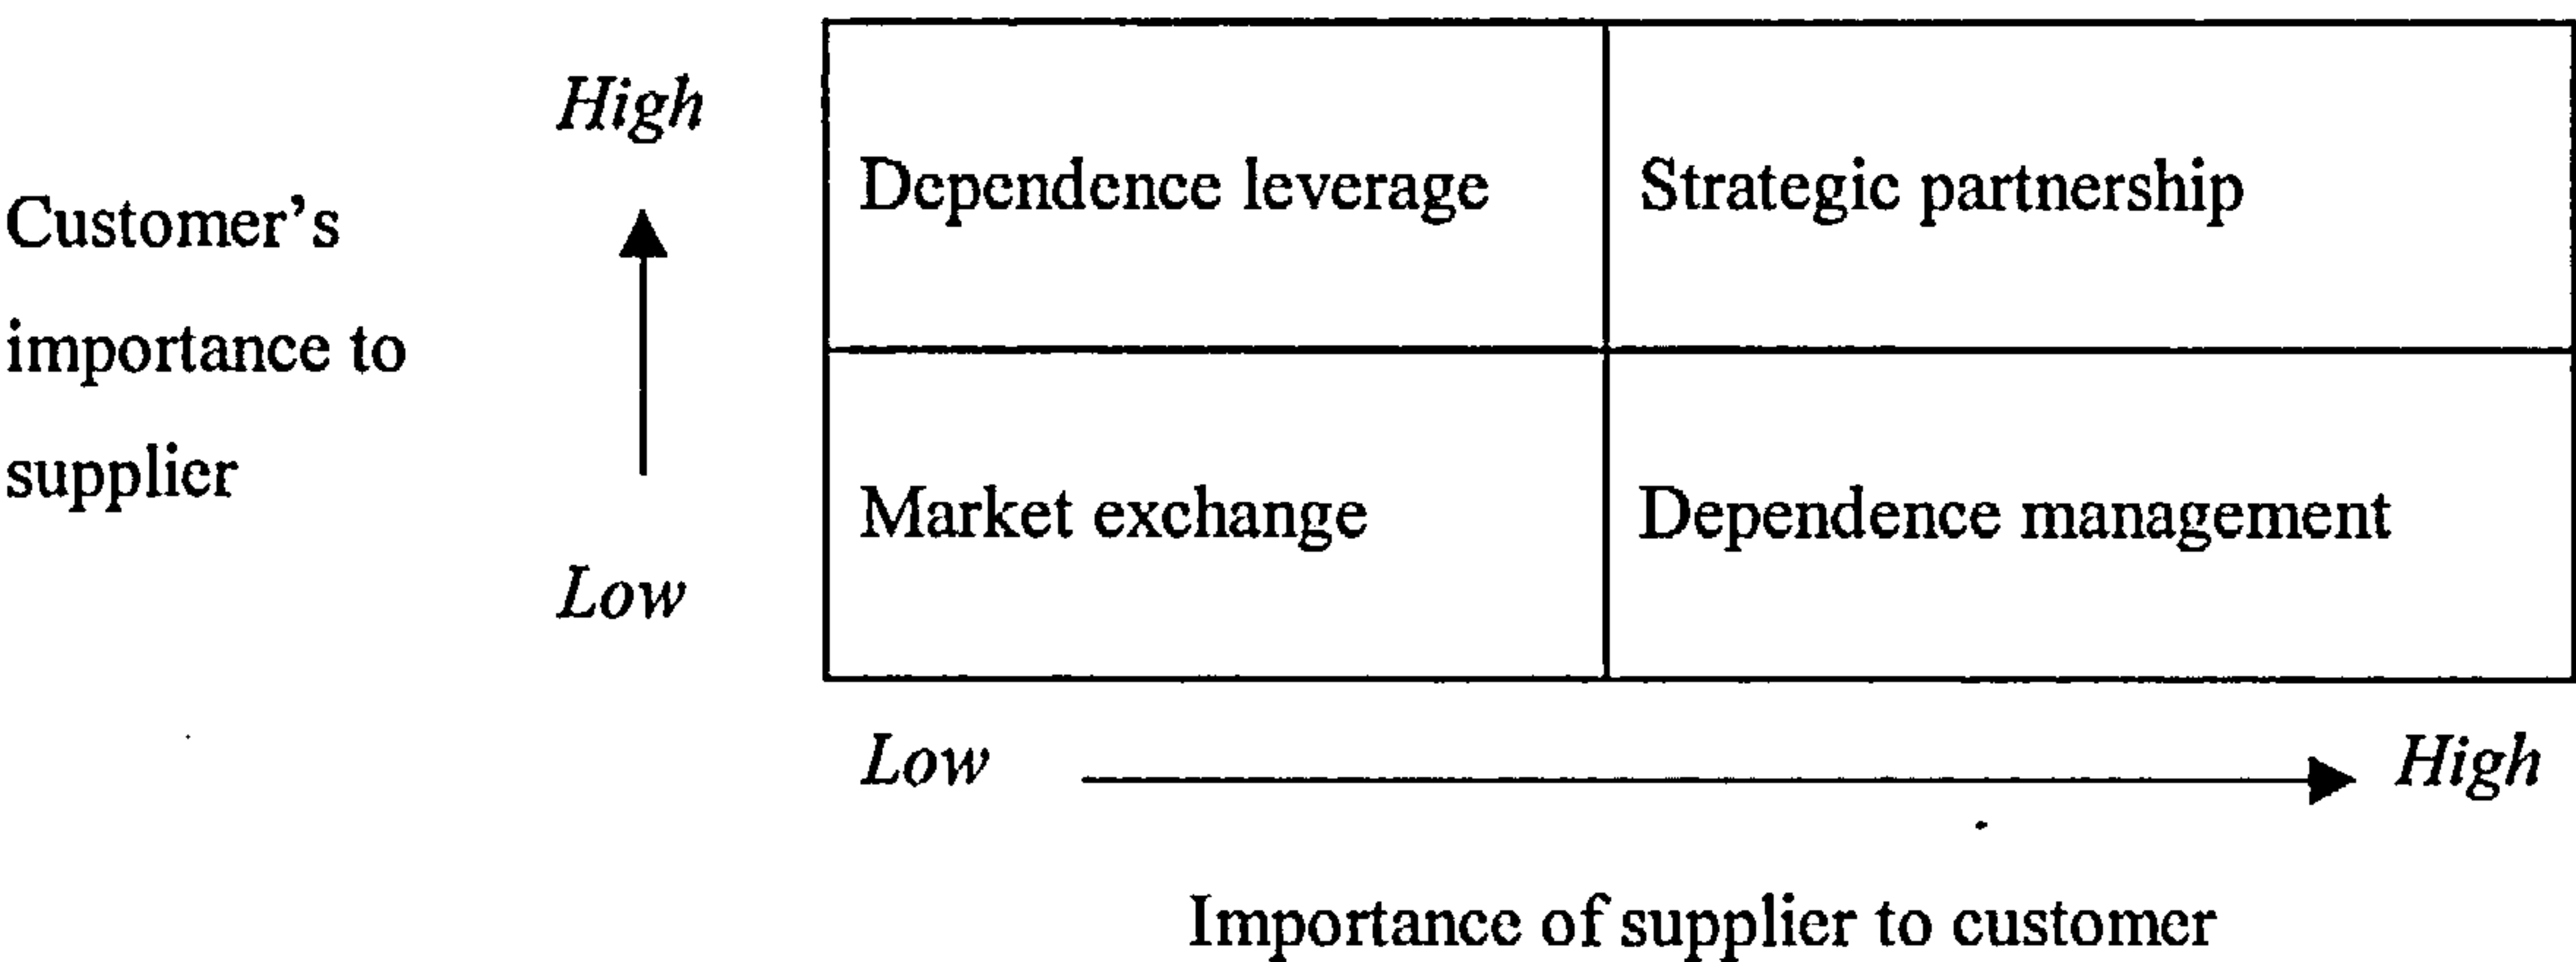 High
Dependence leverage
Strategic partnership
Customer's
importance to
supplier
Market exchange
Dependence management
Low
Low
High
Importance of supplier to customer